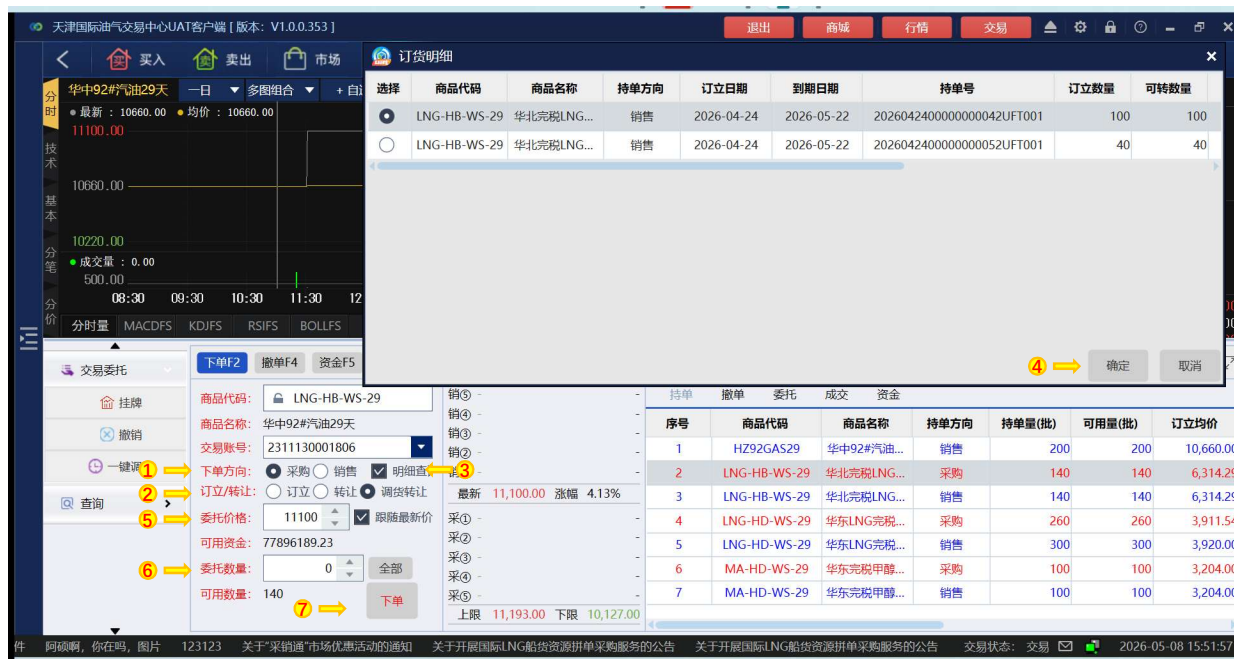 天津国际油气交易中心UAT客户端 [ 版本：V1.0.0.353 ] 退出 商城 行情 交易
买入 卖出 市场
订货明细
华中92#汽油29天 一日 多图组合
最新 ： 10660.00 均价 ： 10660.00
选择 商品代码 商品名称 持单方向 订立日期 到期日期 持单号 订立数量 可转数量
LNG-HB-WS-29 华北完税LNG... 销售 2026-04-24 2026-05-22 2026042400000000042UFT001 100 100
LNG-HB-WS-29 华北完税LNG... 销售 2026-04-24 2026-05-22 2026042400000000052UFT001 40 40
分时
技术
基本
分笔
分价
11100.00
10660.00
10220.00
成交量 ： 0.00
500.00
08:30 09:30 10:30 11:30 12
分时量 MACDFS KDJFS RSIFS BOLLFS
④ 确定 取消
交易委托
挂牌
撤销
查询
下单F2 撤单F4 资金F5
商品代码: LNG-HB-WS-29
商品名称: 华中92#汽油29天
交易账号: 2311130001806
① 下单方向: 采购 销售 ③
② 订立/转让: 订立 转让 调货转让
⑤ 委托价格: 11100 跟随最新价
可用资金: 77896189.23
⑥ 委托数量: 0 全部
可用数量: 140
⑦ 下单
销⑤ - -
销④ - -
销③ - -
销② - -
最新 11,100.00 涨幅 4.13%
采① - -
采② - -
采③ - -
采④ - -
采⑤ - -
上限 11,193.00 下限 10,127.00
持单 撤单 委托 成交 资金
序号 商品代码 商品名称 持单方向 持单量(批) 可用量(批) 订立均价
1 HZ92GAS29 华中92#汽油... 销售 200 200 10,660.00
2 LNG-HB-WS-29 华北完税LNG... 采购 140 140 6,314.29
3 LNG-HB-WS-29 华北完税LNG... 销售 140 140 6,314.29
4 LNG-HD-WS-29 华东LNG完税... 采购 260 260 3,911.54
5 LNG-HD-WS-29 华东LNG完税... 销售 300 300 3,920.00
6 MA-HD-WS-29 华东完税甲醇... 采购 100 100 3,204.00
7 MA-HD-WS-29 华东完税甲醇... 销售 100 100 3,204.00
件 阿硕啊，你在吗，图片 123123 关于“采销通”市场优惠活动的通知 关于开展国际LNG船货资源拼单采购服务的公告 关于开展国际LNG船货资源拼单采购服务的公告 交易状态： 交易 2026-05-08 15:51:57